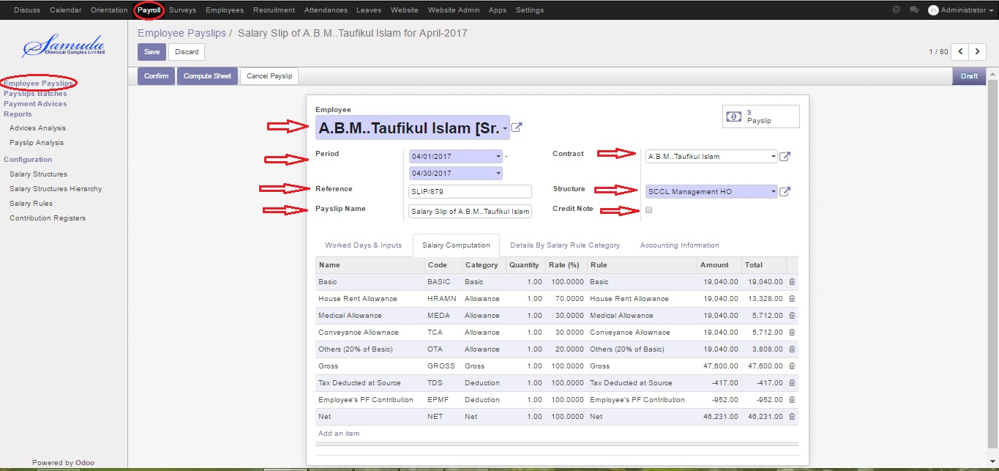 Discuss Calendar Orientation Payroll Surveys Employees Recruitment Attendances Leaves Website Website Admin Apps Settings Administrator
Samuda
Chemical Complex Limited
Employee Payslips / Salary Slip of A.B.M..Taufikul Islam for April-2017
Save Discard
1 / 80
Confirm Compute Sheet Cancel Payslip Draft
Employee Payslips
Payslips Batches
Payment Advices
Reports
Advices Analysis
Payslip Analysis
Configuration
Salary Structures
Salary Structures Hierarchy
Salary Rules
Contribution Registers
Powered by Odoo
Employee
A.B.M..Taufikul Islam [Sr.
9
Payslip
Period 04/01/2017 -
04/30/2017
Contract A.B.M..Taufikul Islam
Reference SLIP/879
Structure SCCL Management HO
Payslip Name Salary Slip of A.B.M..Taufikul Islam
Credit Note
Worked Days & Inputs Salary Computation Details By Salary Rule Category Accounting Information
Name Code Category Quantity Rate (%) Rule Amount Total
Basic BASIC Basic 1.00 100.0000 Basic 19,040.00 19,040.00
House Rent Allowance HRAMN Allowance 1.00 70.0000 House Rent Allowance 19,040.00 13,328.00
Medical Allowance MEDA Allowance 1.00 30.0000 Medical Allowance 19,040.00 5,712.00
Conveyance Allownace TCA Allowance 1.00 30.0000 Conveyance Allownace 19,040.00 5,712.00
Others (20% of Basic) OTA Allowance 1.00 20.0000 Others (20% of Basic) 19,040.00 3,808.00
Gross GROSS Gross 1.00 100.0000 Gross 47,600.00 47,600.00
Tax Deducted at Source TDS Deduction 1.00 100.0000 Tax Deducted at Source -417.00 -417.00
Employee's PF Contribution EPMF Deduction 1.00 100.0000 Employee's PF Contribution -952.00 -952.00
Net NET Net 1.00 100.0000 Net 46,231.00 46,231.00
Add an item